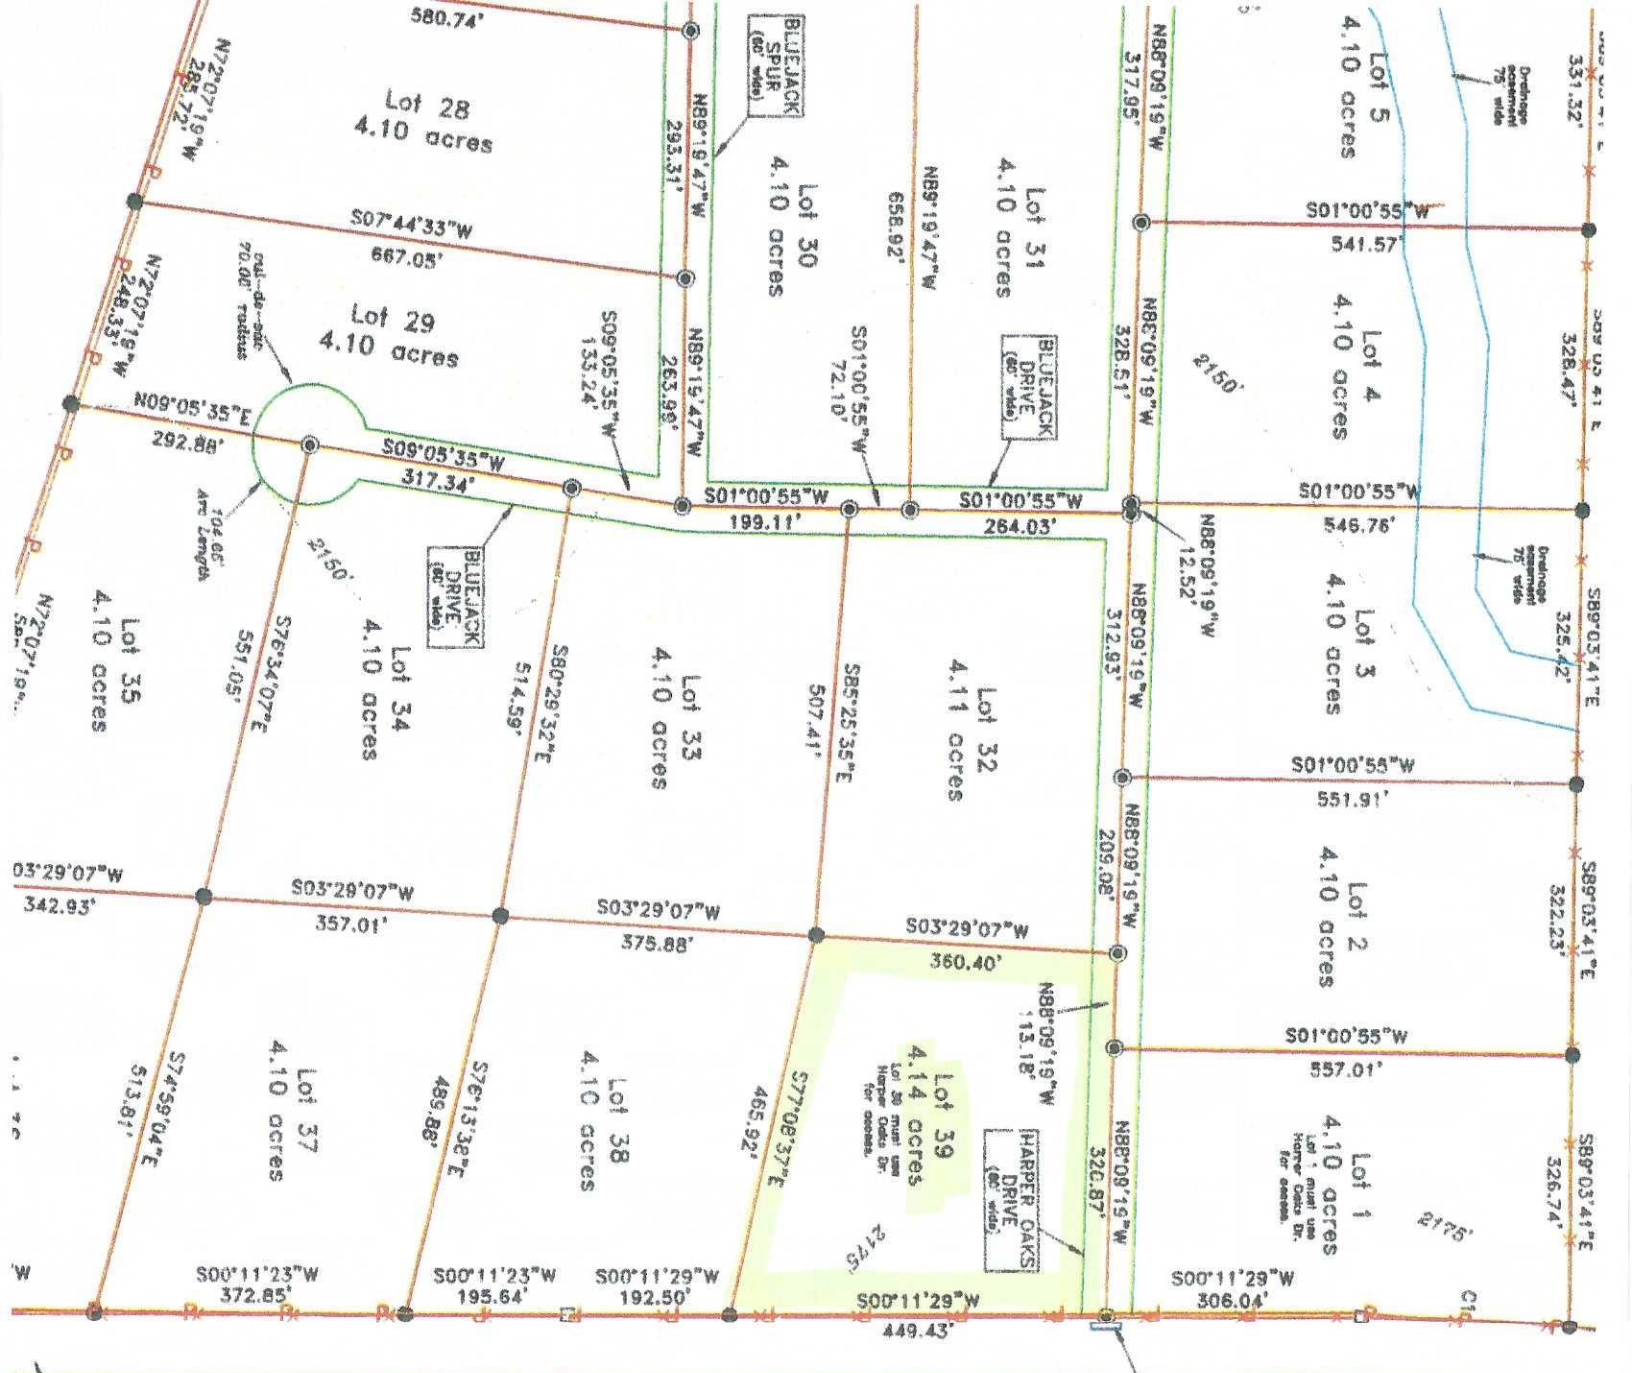 580.74'
Lot 28
4.10 acres
N72°07'19"W
285.72'
S07°44'33"W
667.05'
N89°19'47"W
293.31'
BLUEJACK
SPUR
(60' wide)
Lot 30
4.10 acres
N89°19'47"W
658.92'
Lot 31
4.10 acres
N88°09'19"W
317.95'
Lot 5
4.10 acres
Drainage
easement
75' wide
331.32'
S01°00'55"W
541.57'
Lot 29
4.10 acres
cul-de-sac
70.00' radius
N72°07'19"W
248.33'
N09°05'35"E
292.88'
S09°05'35"W
133.24'
N89°19'47"W
263.99'
S01°00'55"W
72.10'
BLUEJACK
DRIVE
(60' wide)
N88°09'19"W
328.51'
2150'
Lot 4
4.10 acres
328.47'
S09°05'35"W
317.34'
S01°00'55"W
199.11'
S01°00'55"W
264.03'
S01°00'55"W
546.76'
Arc Length
2150'
BLUEJACK
DRIVE
(60' wide)
N88°09'19"W
12.52'
Drainage
easement
75' wide
S89°03'41"E
325.42'
Lot 35
4.10 acres
S76°34'07"E
551.05'
Lot 34
4.10 acres
S80°29'32"E
514.59'
Lot 33
4.10 acres
S85°25'35"E
507.41'
Lot 32
4.11 acres
N88°09'19"W
312.93'
Lot 3
4.10 acres
S01°00'55"W
551.91'
03°29'07"W
342.93'
S03°29'07"W
357.01'
S03°29'07"W
375.88'
S03°29'07"W
360.40'
N88°09'19"W
209.08'
Lot 2
4.10 acres
S89°03'41"E
322.23'
N88°09'19"W
113.18'
S01°00'55"W
557.01'
S74°59'04"E
513.81'
Lot 37
4.10 acres
S76°13'38"E
489.88'
Lot 38
4.10 acres
S77°08'37"E
465.92'
Lot 39
4.14 acres
Lot 39 must use
Harper Oaks Dr.
for access.
HARPER OAKS
DRIVE
(60' wide)
N88°09'19"W
320.87'
Lot 1
4.10 acres
Lot 1 must use
Harper Oaks Dr.
for access.
2175'
S89°03'41"E
326.74'
2175'
S00°11'23"W
372.85'
S00°11'23"W
195.64'
S00°11'29"W
192.50'
S00°11'29"W
449.43'
S00°11'29"W
306.04'
C1